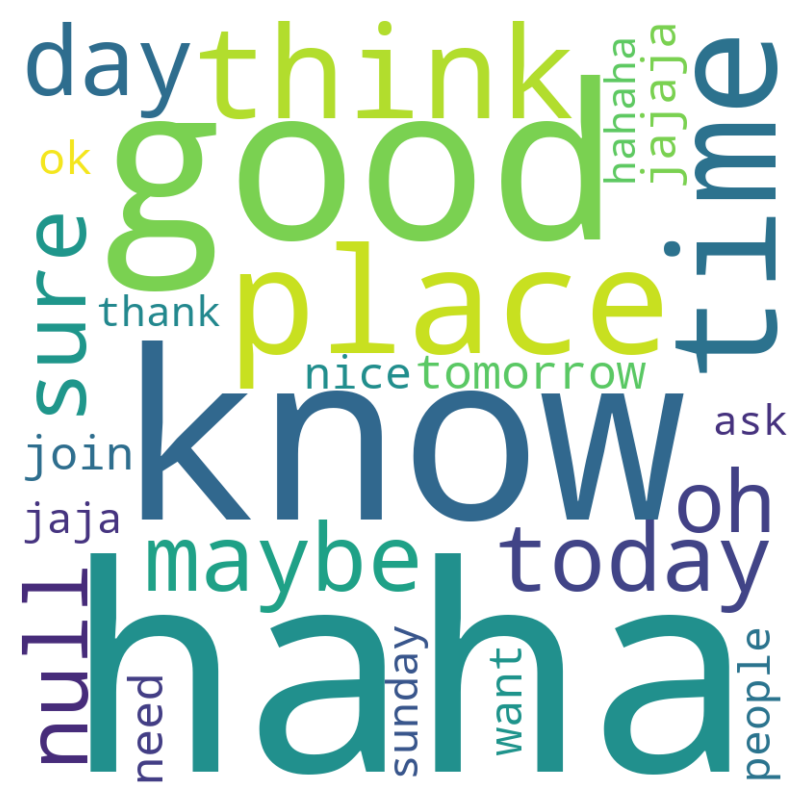 day
think
hahaha
jajaja
time
ok
good
sure
thank
place
nice
tomorrow
know
ask
join
jaja
oh
maybe
today
null
haha
need
sunday
want
people